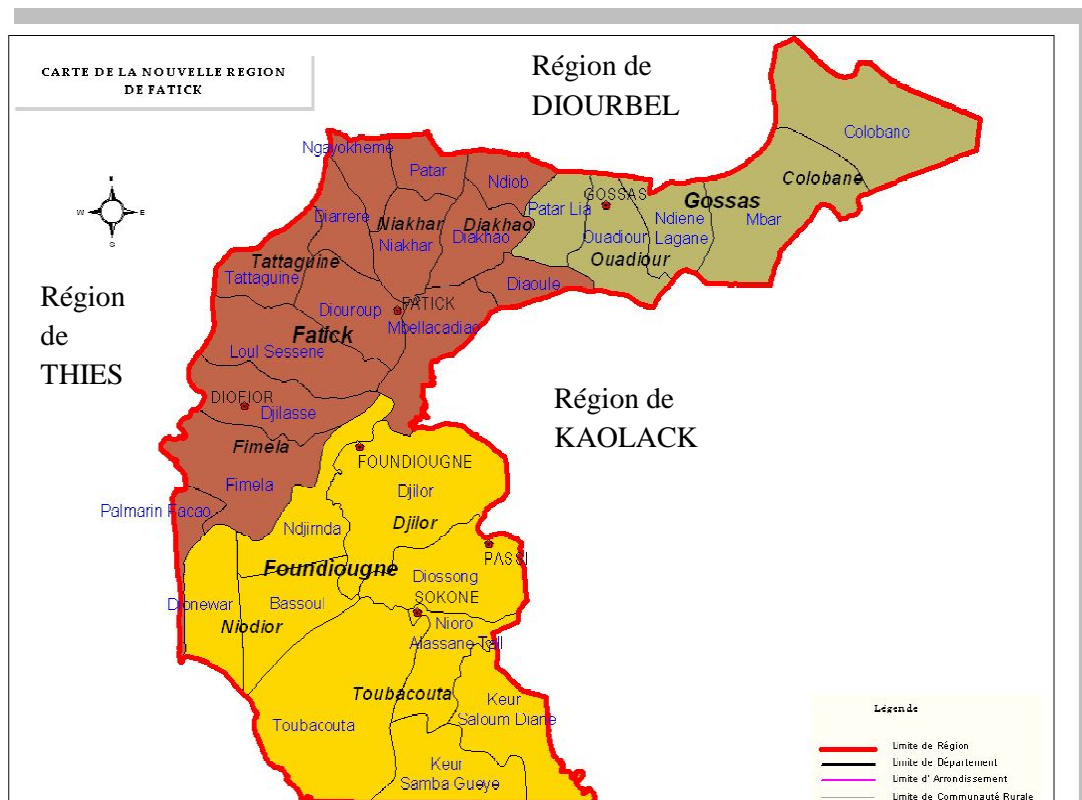 CARTE DE LA NOUVELLE REGION
DE FATICK
Région de
DIOURBEL
Région
de
THIES
Région de
KAOLACK
N
W
E
S
Colobane
Colobane
Ngayokheme
Patar
Ndiob
GOSSAS
Gossas
Patar Lia
Diarrere
Niakhar
Diakhao
Niakhar
Diakhao
Ouadiour
Ndiene
Lagane
Mbar
Ouadiour
Tattaguine
Tattaguine
Diaoule
Diouroup
FATICK
Mbellacadiao
Fatick
Loul Sessene
DIOFIOR
Djilasse
Fimela
FOUNDIOUGNE
Fimela
Djilor
Palmarin Facao
Ndjirnda
Djilor
PASSI
Foundiougne
Diossong
SOKONE
Dionewar
Bassoul
Niodior
Nioro
Alassane Tall
Toubacouta
Keur
Saloum Diane
Toubacouta
Keur
Samba Gueye
Légende
Limite de Région
Limite de Département
Limite d' Arrondissement
Limite de Communauté Rurale